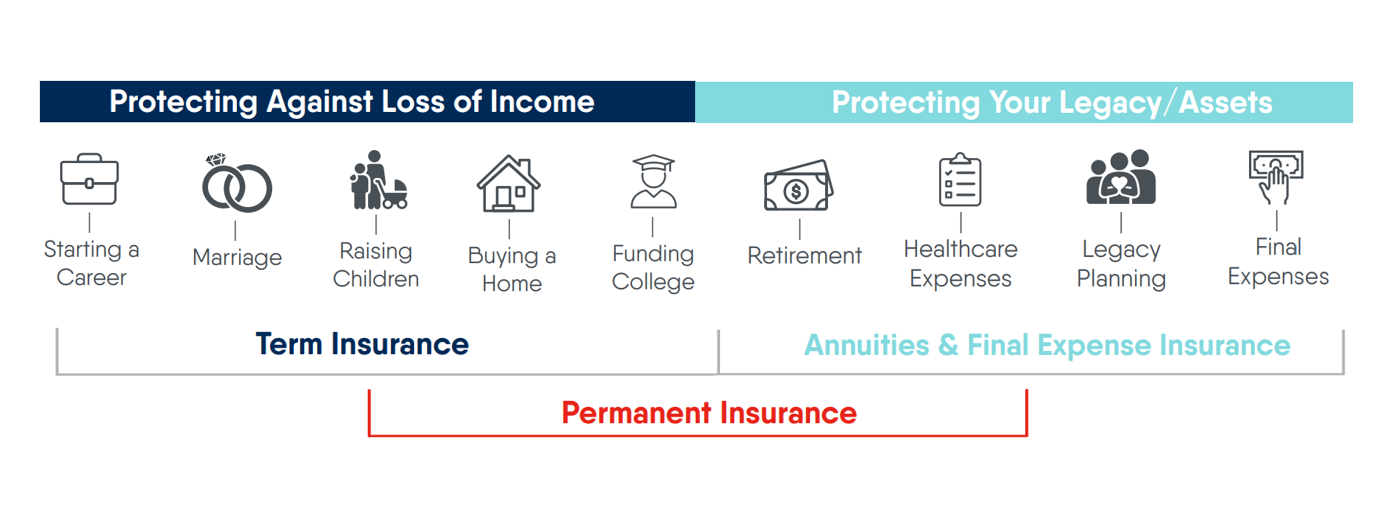 Protecting Against Loss of Income
Protecting Your Legacy/Assets
Starting a
Career
Marriage
Raising
Children
Buying a
Home
Funding
College
Retirement
Healthcare
Expenses
Legacy
Planning
Final
Expenses
Term Insurance
Annuities & Final Expense Insurance
Permanent Insurance